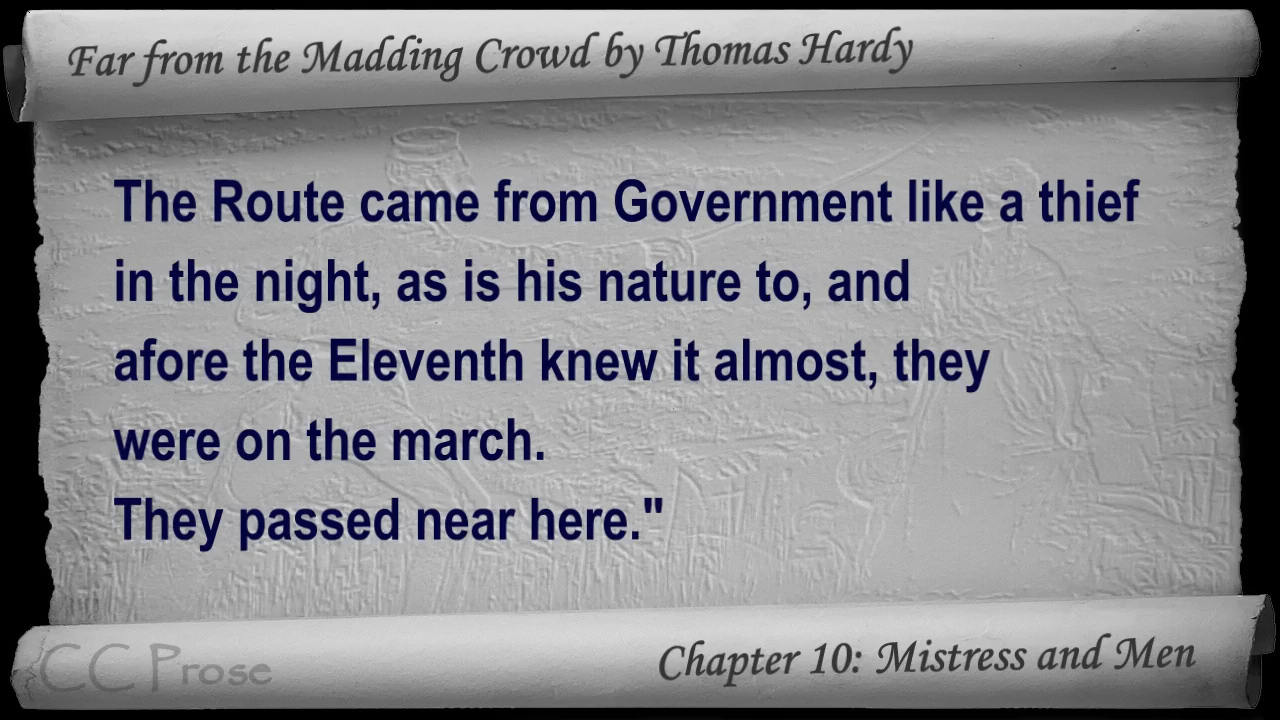 Far from the Madding Crowd by Thomas Hardy
The Route came from Government like a thief
in the night, as is his nature to, and
afore the Eleventh knew it almost, they
were on the march.
They passed near here."
CC Prose
Chapter 10: Mistress and Men